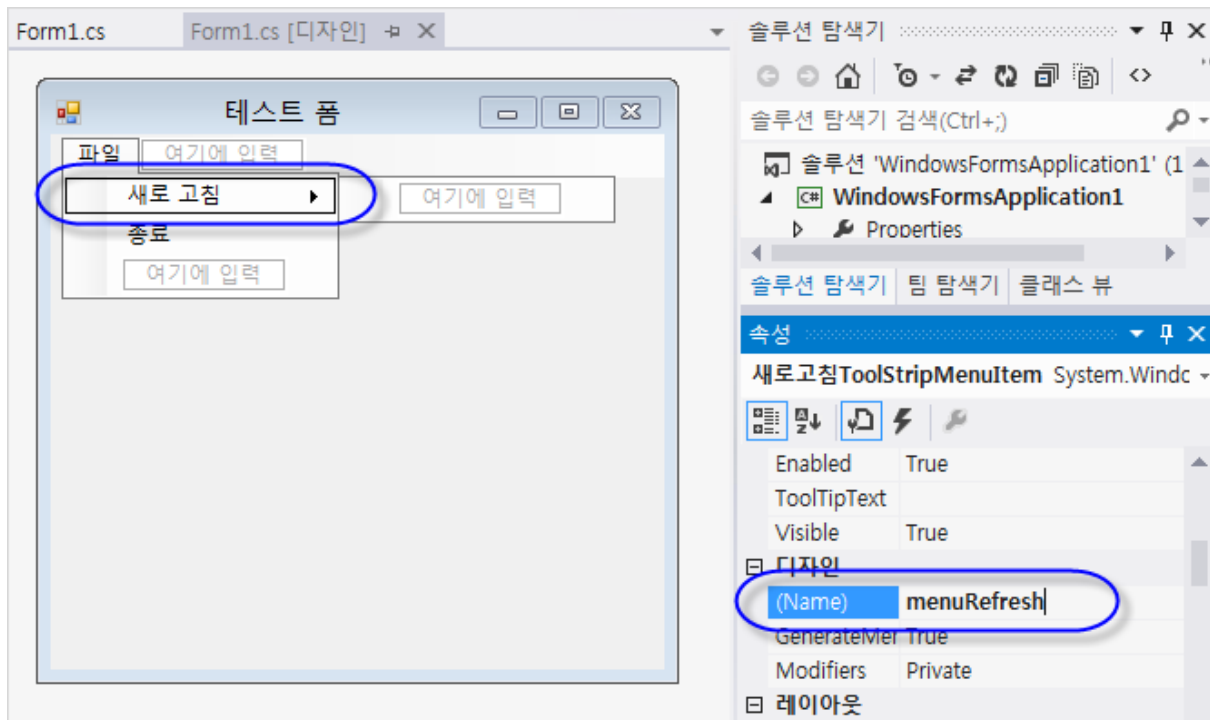 Form1.cs
Form1.cs [디자인]
테스트 폼
파일
여기에 입력
새로 고침
여기에 입력
종료
여기에 입력
솔루션 탐색기
솔루션 탐색기 검색(Ctrl+;)
솔루션 'WindowsFormsApplication1' (1
C# WindowsFormsApplication1
Properties
솔루션 탐색기 팀 탐색기 클래스 뷰
속성
새로고침ToolStripMenuItem System.Windc
Enabled True
ToolTipText
Visible True
디자인
(Name) menuRefresh
GenerateMer True
Modifiers Private
레이아웃